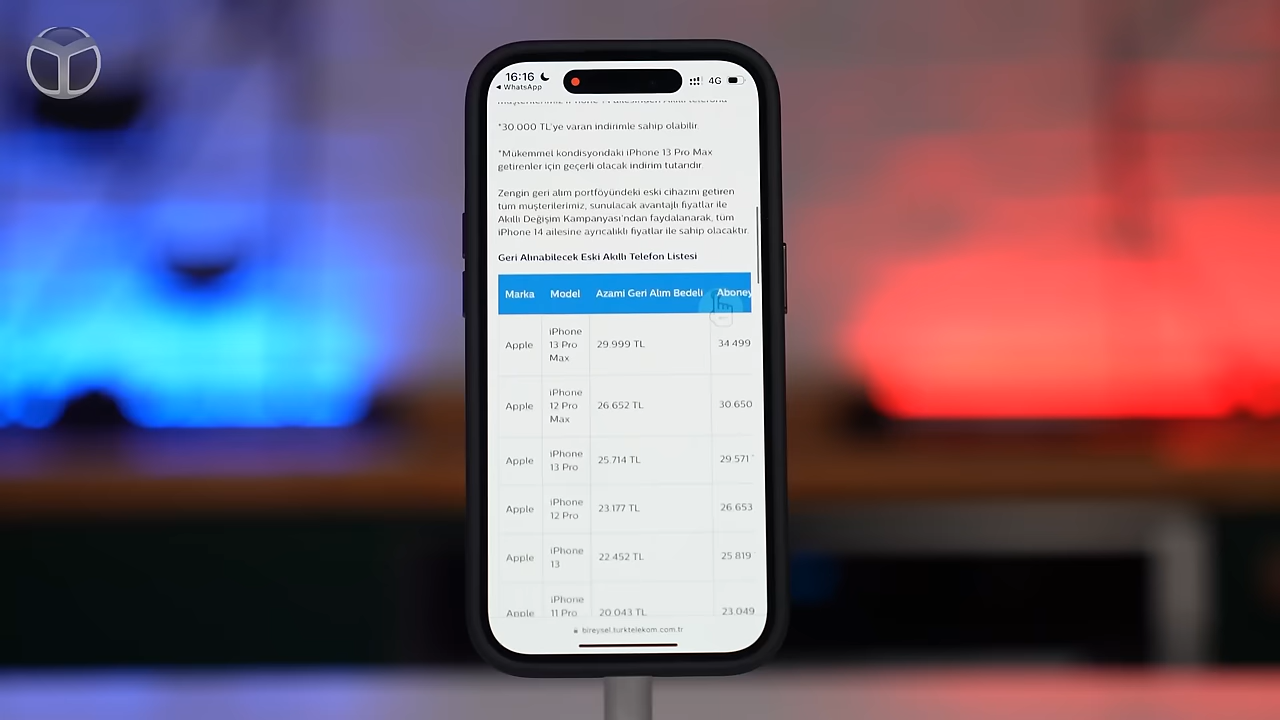 16:16
4G
WhatsApp
*30.000 TL'ye varan indirimle sahip olabilir.
*Mükemmel kondisyondaki iPhone 13 Pro Max
getirenler için geçerli olacak indirim tutarıdır.
Zengin geri alım portföyündeki eski cihazını getiren
tüm müşterilerimiz, sunulacak avantajlı fiyatlar ile
Akıllı Değişim Kampanyası'ndan faydalanarak, tüm
iPhone 14 ailesine ayrıcalıklı fiyatlar ile sahip olacaktır.
Geri Alınabilecek Eski Akıllı Telefon Listesi
Marka Model Azami Geri Alım Bedeli Aboney
Apple iPhone 13 Pro Max 29.999 TL 34.499
Apple iPhone 12 Pro Max 26.652 TL 30.650
Apple iPhone 13 Pro 25.714 TL 29.571
Apple iPhone 12 Pro 23.177 TL 26.653
Apple iPhone 13 22.452 TL 25.819
Apple iPhone 11 Pro 20.043 TL 23.049
bireysel.turktelekom.com.tr